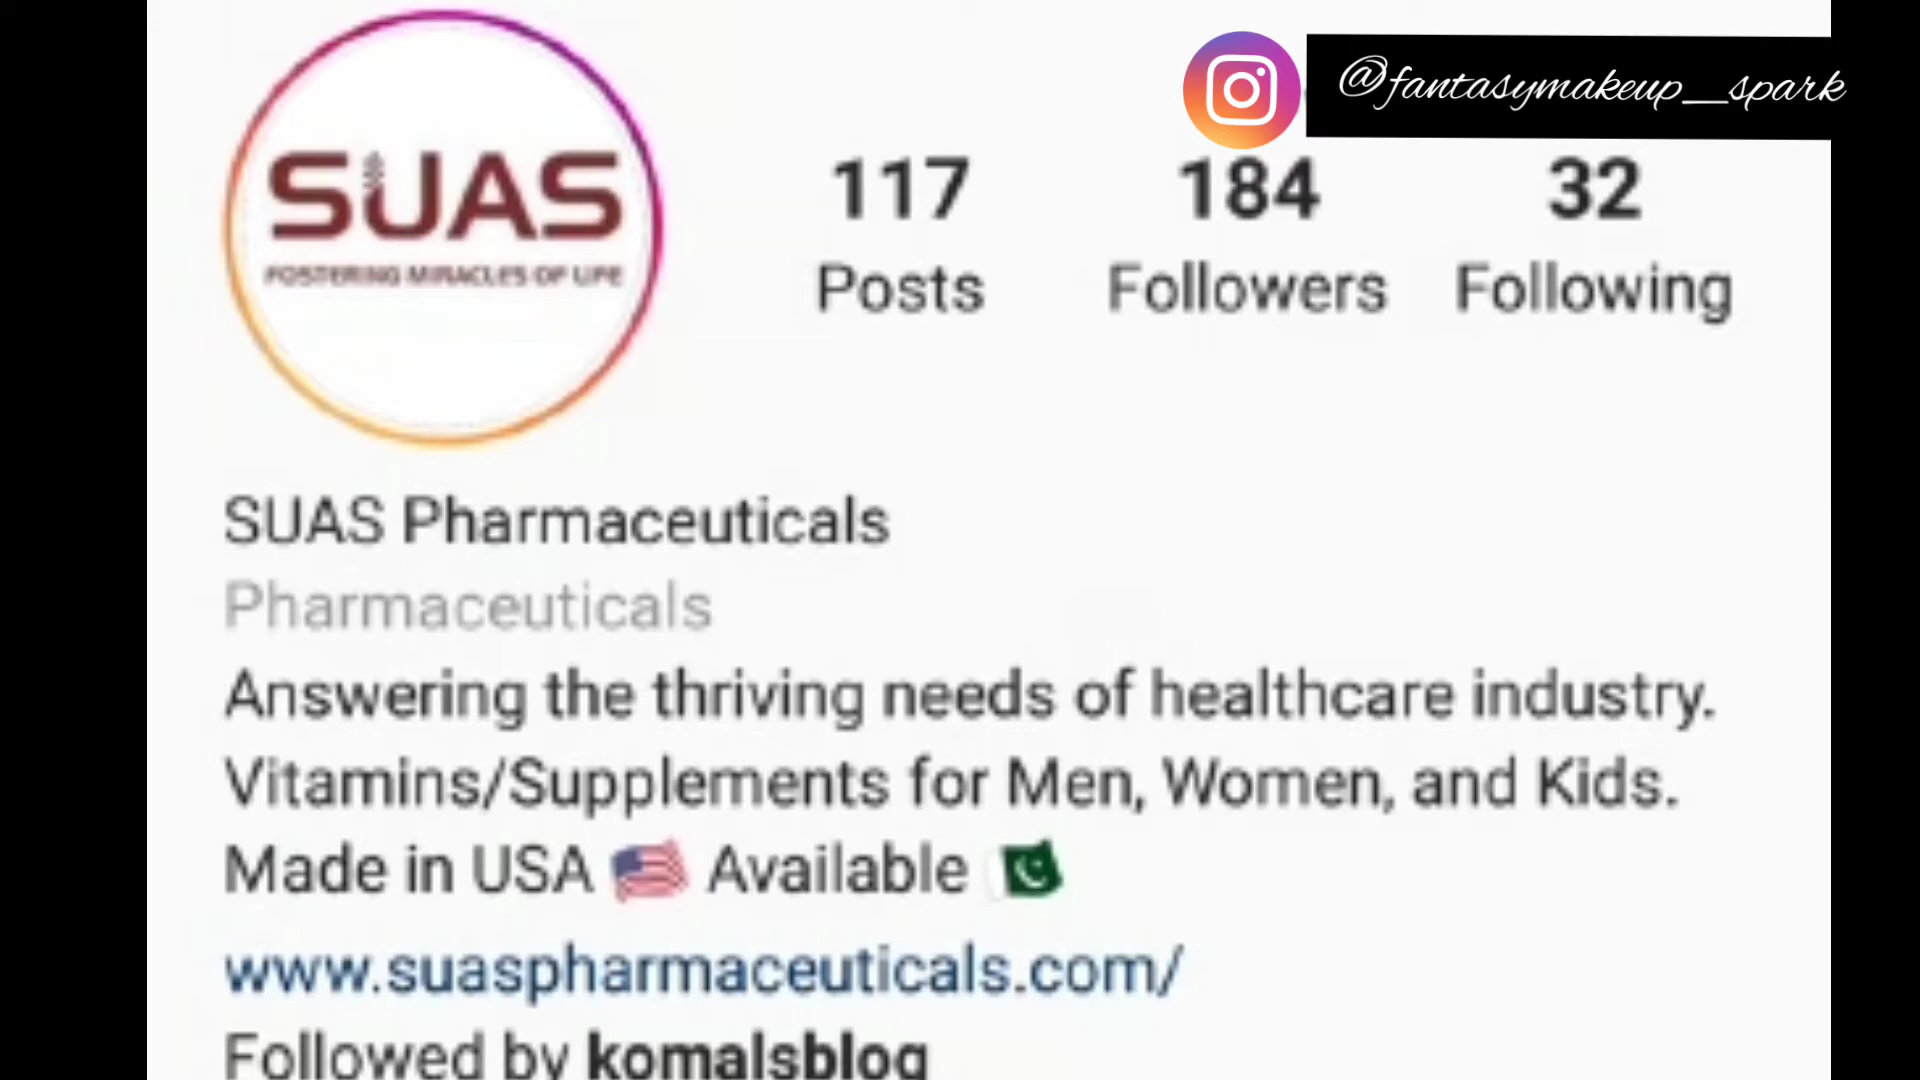 @fantasymakeup_spark
SUAS
FOSTERING MIRACLES OF LIFE
117 184 32
Posts Followers Following
SUAS Pharmaceuticals
Pharmaceuticals
Answering the thriving needs of healthcare industry.
Vitamins/Supplements for Men, Women, and Kids.
Made in USA 🇺🇸 Available 🇵🇰
www.suaspharmaceuticals.com/
Followed by komalsblog